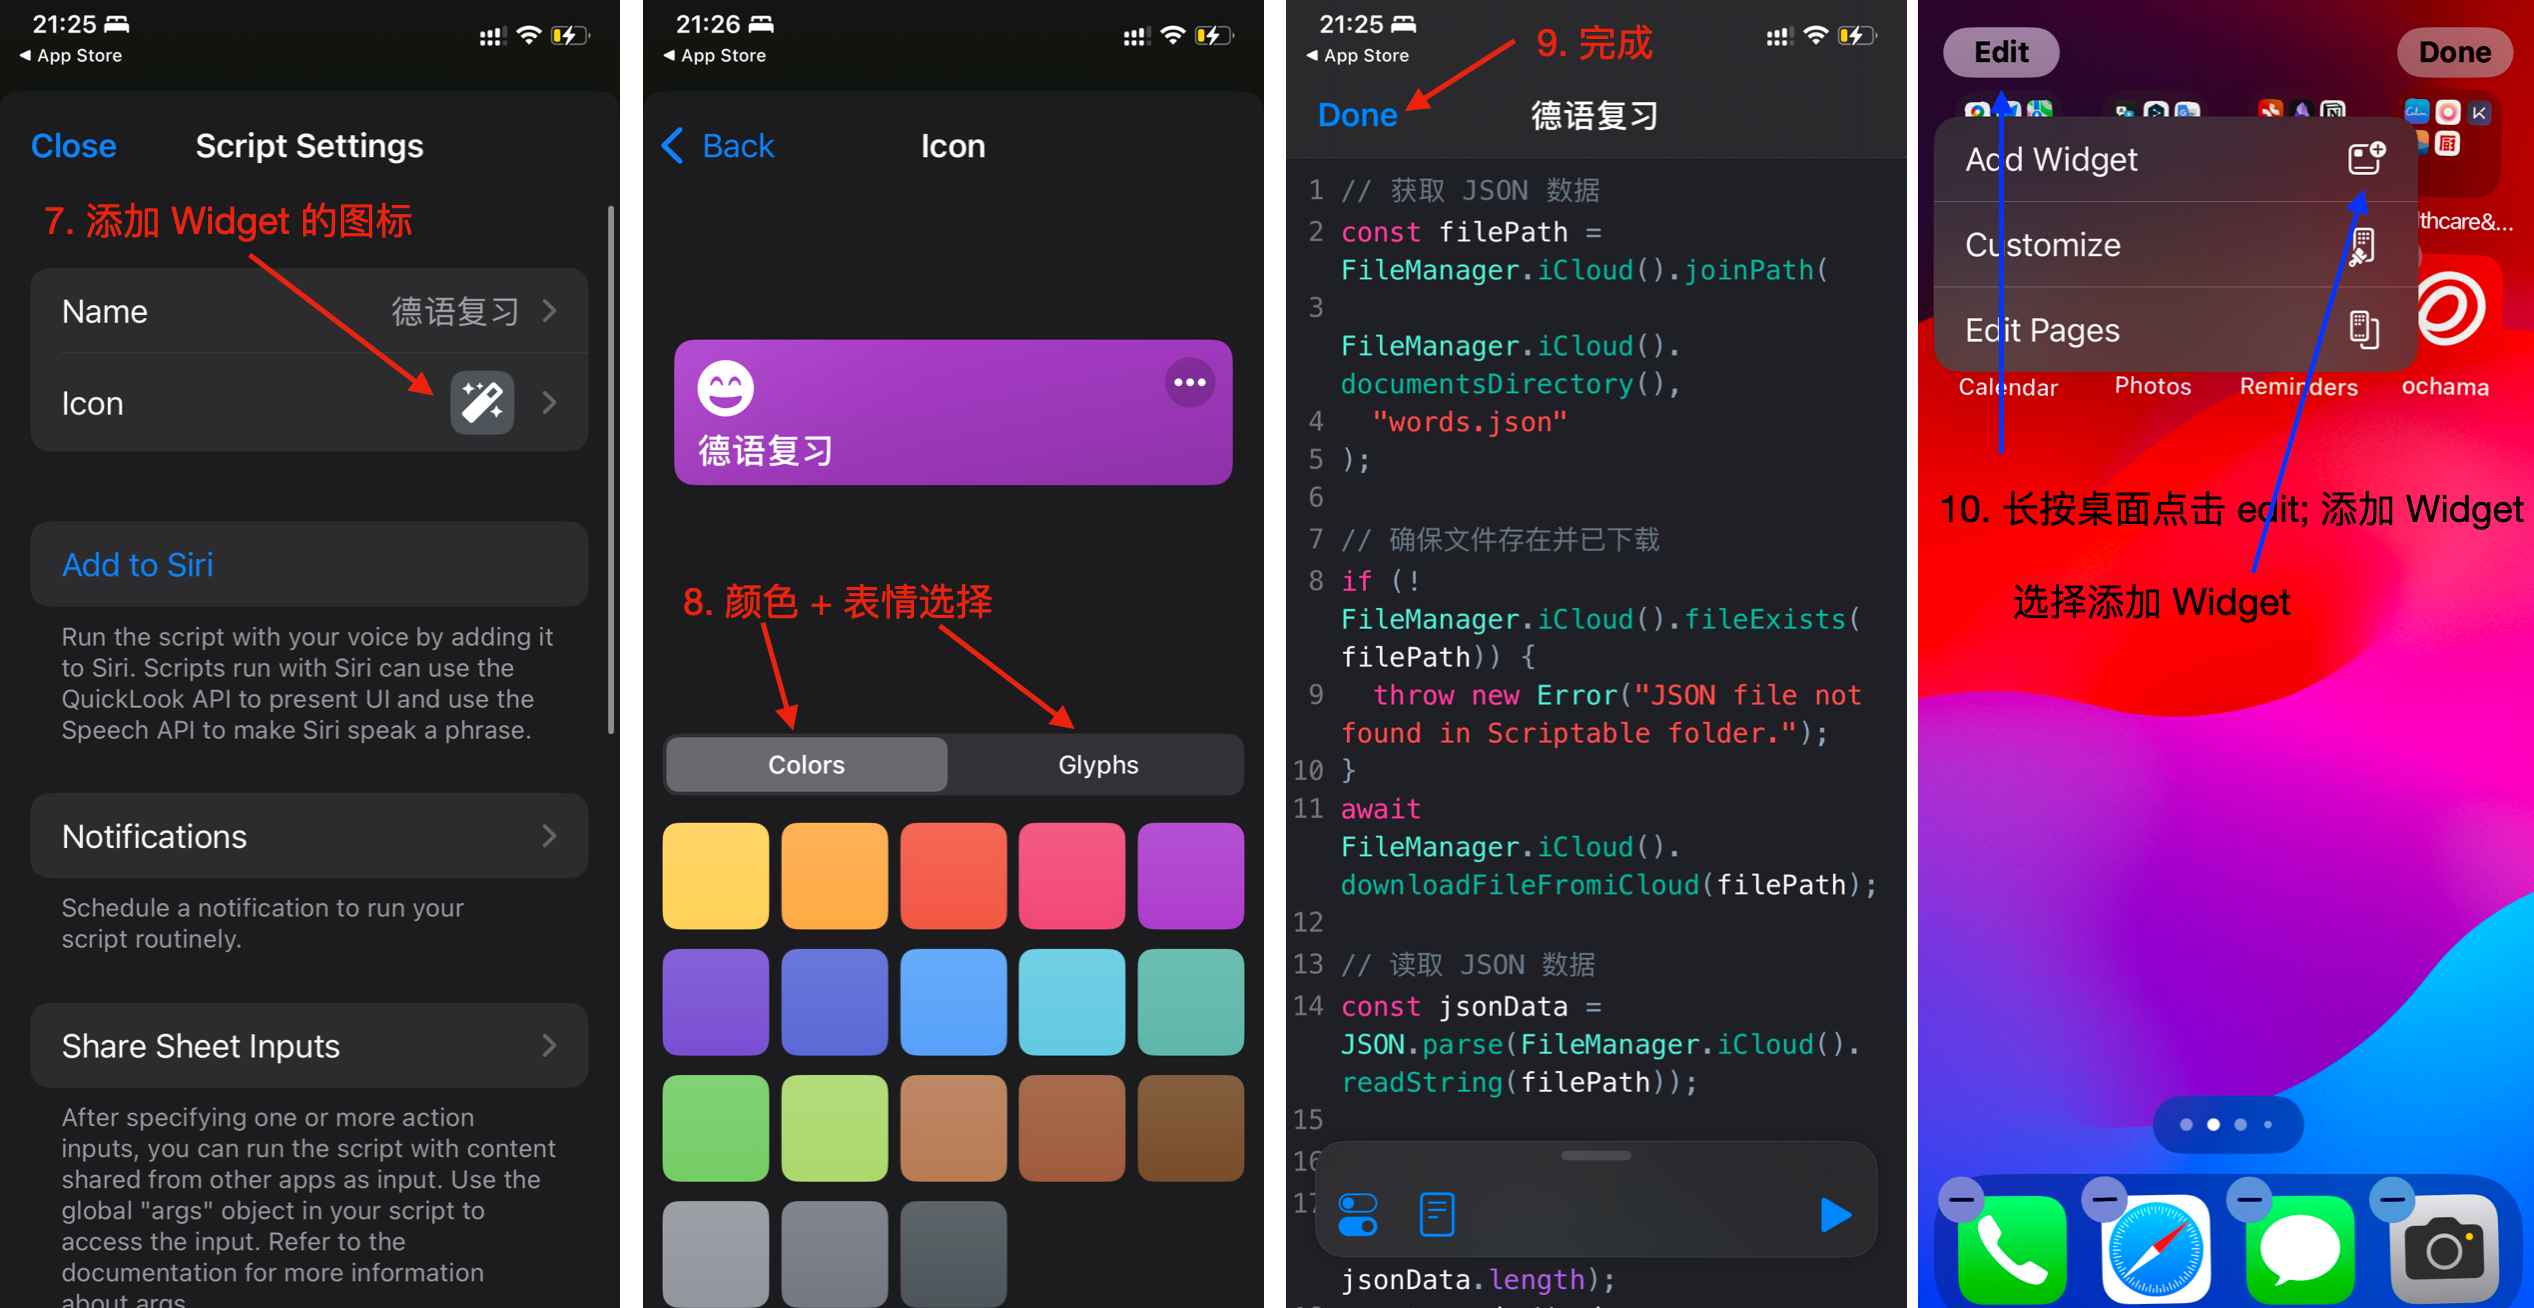 21:25
App Store
Close
Script Settings
7. 添加 Widget 的图标
Name
德语复习
Icon
Add to Siri
Run the script with your voice by adding it
to Siri. Scripts run with Siri can use the
QuickLook API to present UI and use the
Speech API to make Siri speak a phrase.
Notifications
Schedule a notification to run your
script routinely.
Share Sheet Inputs
After specifying one or more action
inputs, you can run the script with content
shared from other apps as input. Use the
global "args" object in your script to
access the input. Refer to the
documentation for more information
about args.
21:26
App Store
Back
Icon
德语复习
8. 颜色 + 表情选择
Colors
Glyphs
21:25
App Store
9. 完成
Done
德语复习
1 // 获取 JSON 数据
2 const filePath =
FileManager.iCloud().joinPath(
3
FileManager.iCloud().
documentsDirectory(),
4 "words.json"
5 );
6
7 // 确保文件存在并已下载
8 if (!
FileManager.iCloud().fileExists(
filePath)) {
9 throw new Error("JSON file not
found in Scriptable folder.");
10 }
11 await
FileManager.iCloud().
downloadFileFromiCloud(filePath);
12
13 // 读取 JSON 数据
14 const jsonData =
JSON.parse(FileManager.iCloud().
readString(filePath));
15
16
17
jsonData.length);
Edit
Done
Add Widget
Customize
Edit Pages
thcare&...
Calendar
Photos
Reminders
ochama
10. 长按桌面点击 edit; 添加 Widget
选择添加 Widget